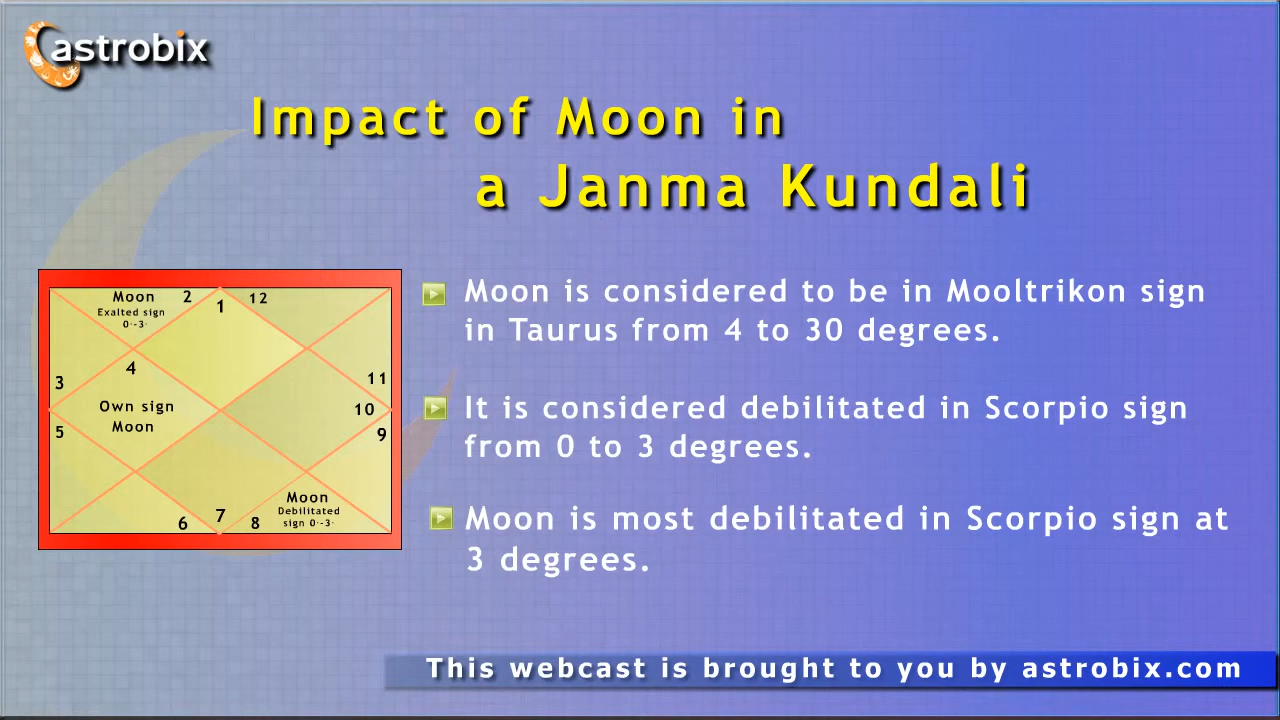 astrobix
Impact of Moon in
a Janma Kundali
Moon
Exalted sign
0°-3°
2
1
12
3
4
Own sign
Moon
11
10
5
9
6
7
8
Moon
Debilitated
sign 0°-3°
Moon is considered to be in Mooltrikon sign
in Taurus from 4 to 30 degrees.
It is considered debilitated in Scorpio sign
from 0 to 3 degrees.
Moon is most debilitated in Scorpio sign at
3 degrees.
This webcast is brought to you by astrobix.com